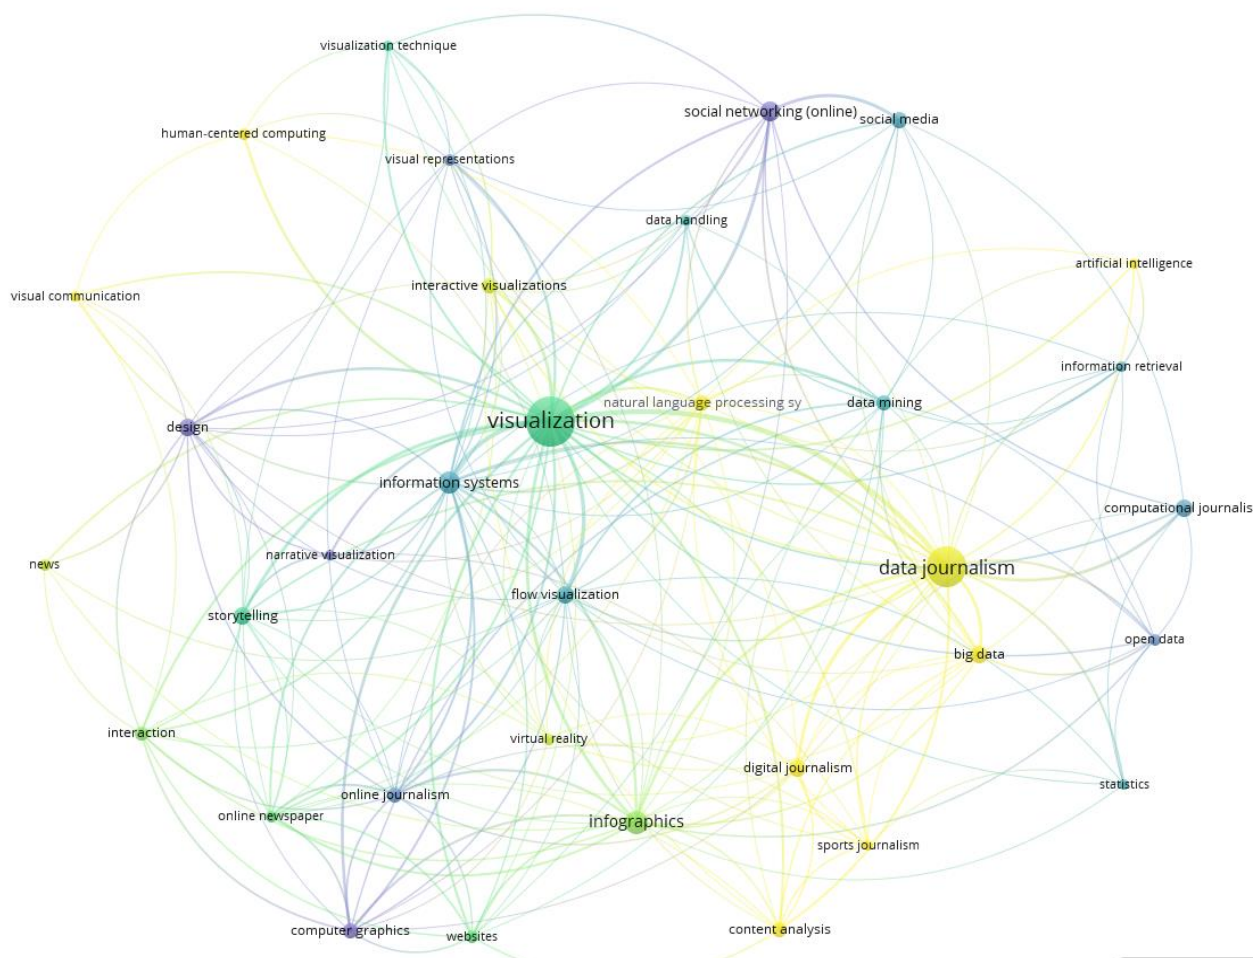 visualization technique
social networking (online)
social media
human-centered computing
visual representations
data handling
artificial intelligence
interactive visualizations
visual communication
information retrieval
natural language processing sy
data mining
visualization
design
information systems
computational journalis
narrative visualization
news
data journalism
flow visualization
storytelling
open data
big data
interaction
virtual reality
digital journalism
statistics
online journalism
online newspaper
infographics
sports journalism
computer graphics
websites
content analysis